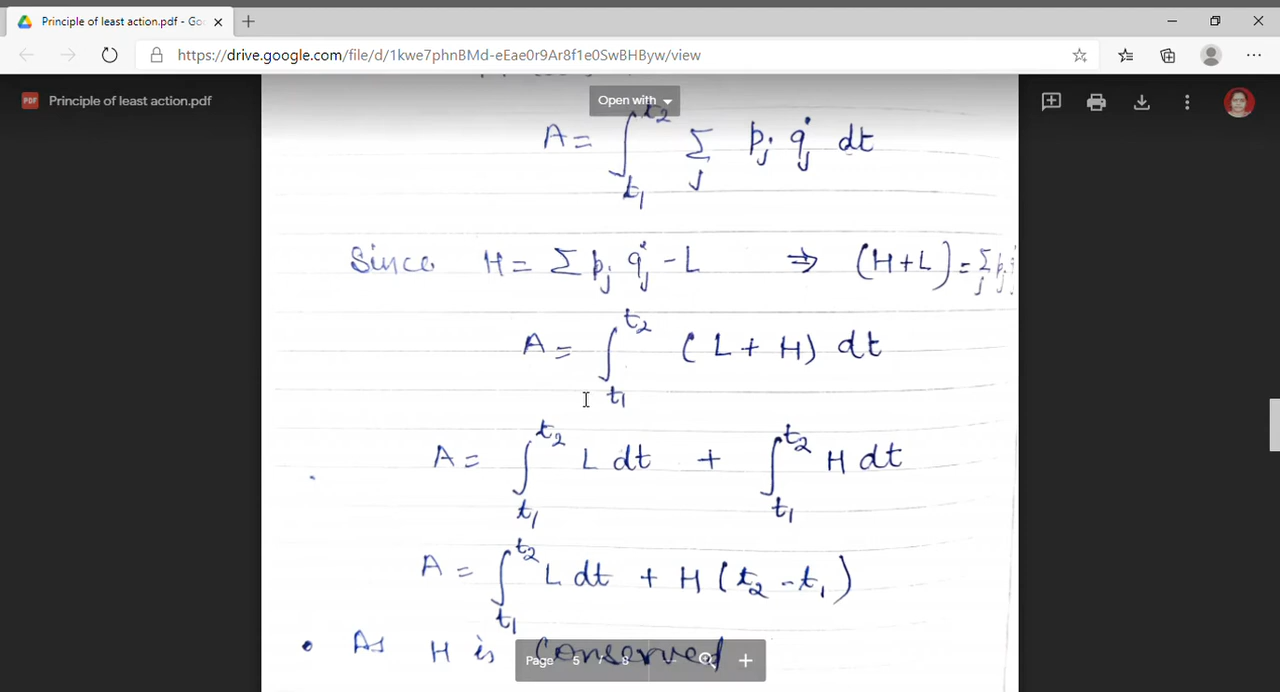 Principle of least action.pdf - Go
https://drive.google.com/file/d/1kwe7phnBMd-eEae0r9Ar8f1e0SwBHByw/view
PDF Principle of least action.pdf
Open with
A = ∫_{t1}^{t2} Σ_j p_j q̇_j dt
Since H = Σ p_j q̇_j - L ⇒ (H+L) = Σ_j p_j
A = ∫_{t1}^{t2} (L + H) dt
A = ∫_{t1}^{t2} L dt + ∫_{t1}^{t2} H dt
A = ∫_{t1}^{t2} L dt + H (t2 - t1)
• As H is Conserved
Page 5 / 8